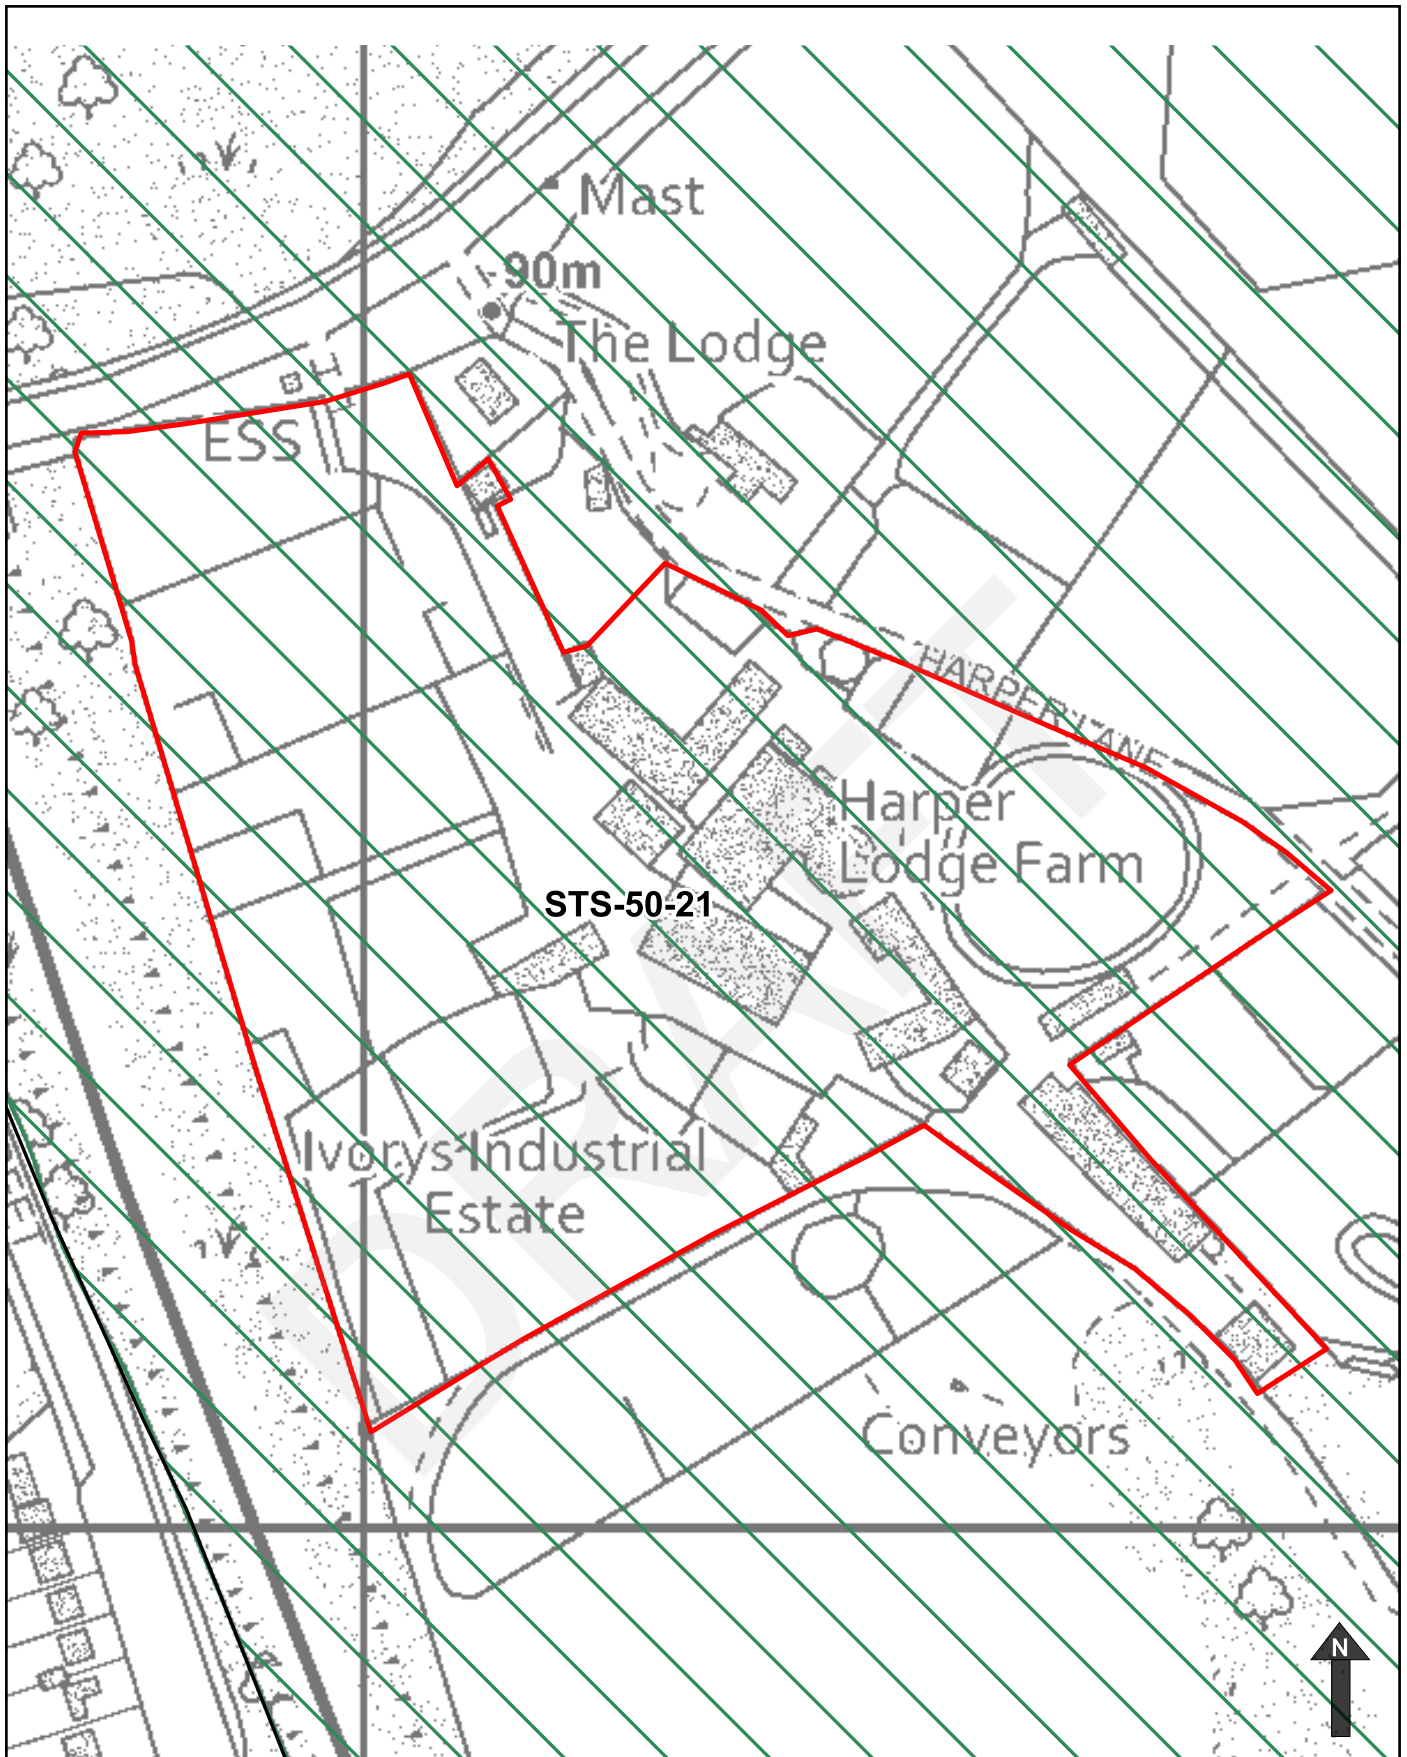 Mast
90m
The Lodge
ESS
HARPER LANE
Harper
Lodge Farm
STS-50-21
Ivorys Industrial
Estate
Conveyors
DRAFT
N